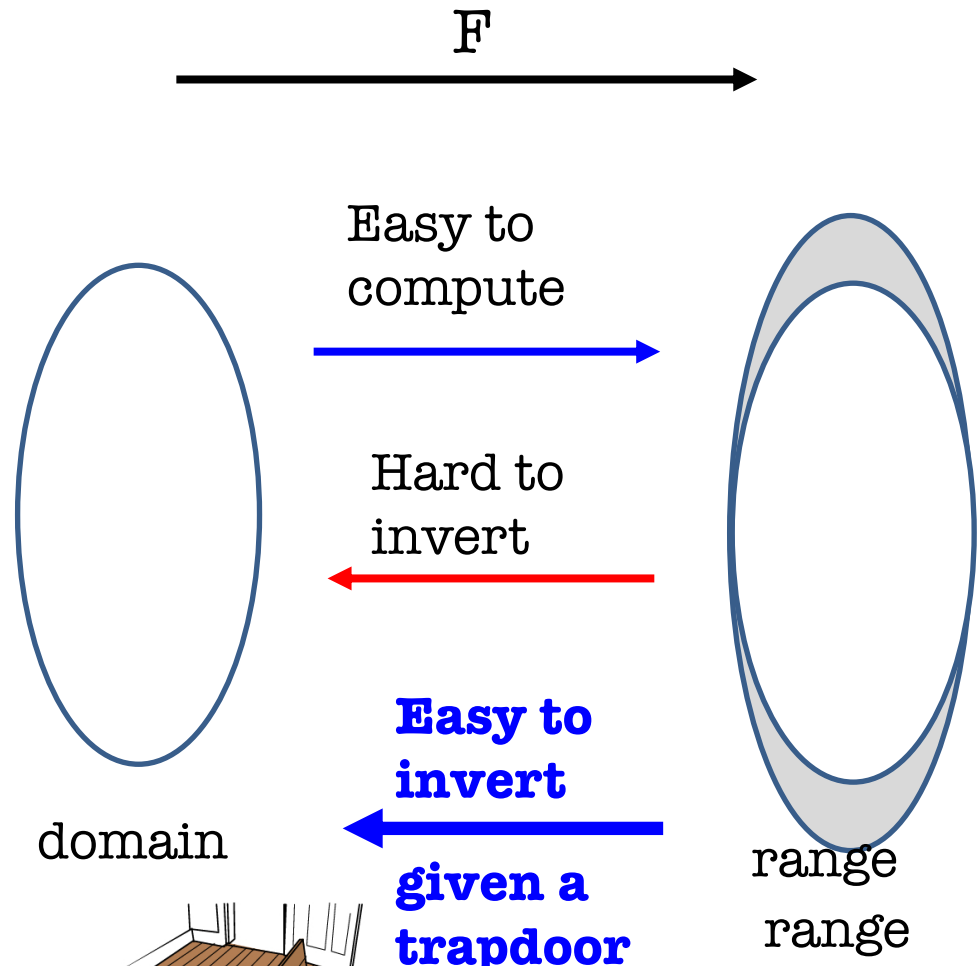 F
Easy to
compute
Hard to
invert
Easy to
invert
given a
trapdoor
domain
range
range